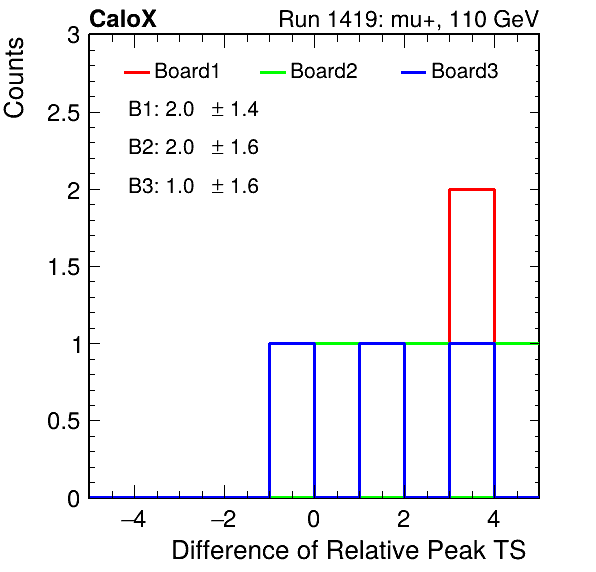 CaloX Run 1419: mu+, 110 GeV
Counts
Board1 Board2 Board3
B1: 2.0 ± 1.4
B2: 2.0 ± 1.6
B3: 1.0 ± 1.6
3
2.5
2
1.5
1
0.5
0
−4 −2 0 2 4
Difference of Relative Peak TS